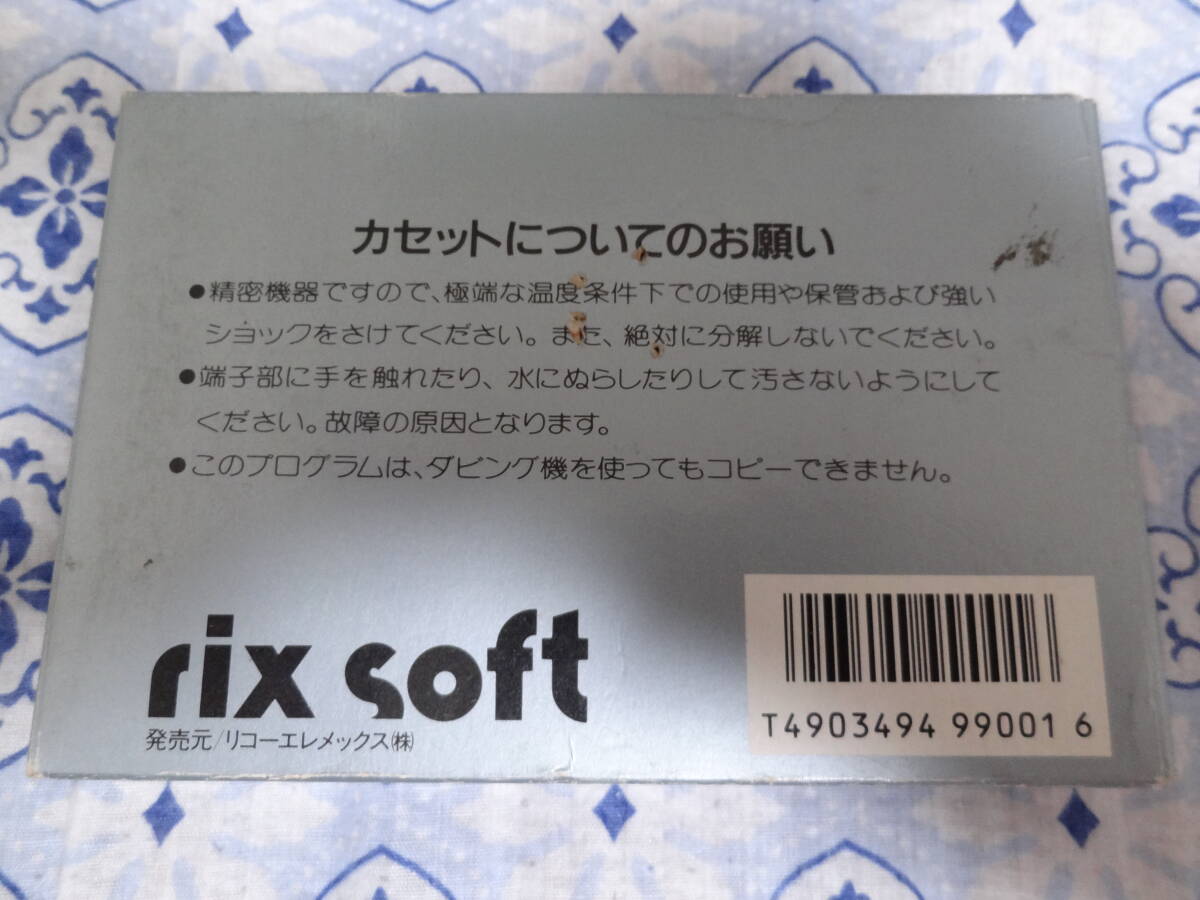 カセットについてのお願い
●精密機器ですので、極端な温度条件下での使用や保管および強い
ショックをさけてください。また、絶対に分解しないでください。
●端子部に手を触れたり、水にぬらしたりして汚さないようにして
ください。故障の原因となります。
●このプログラムは、ダビング機を使ってもコピーできません。
rix soft
発売元/リコーエレメックス㈱
T4903494 99001 6